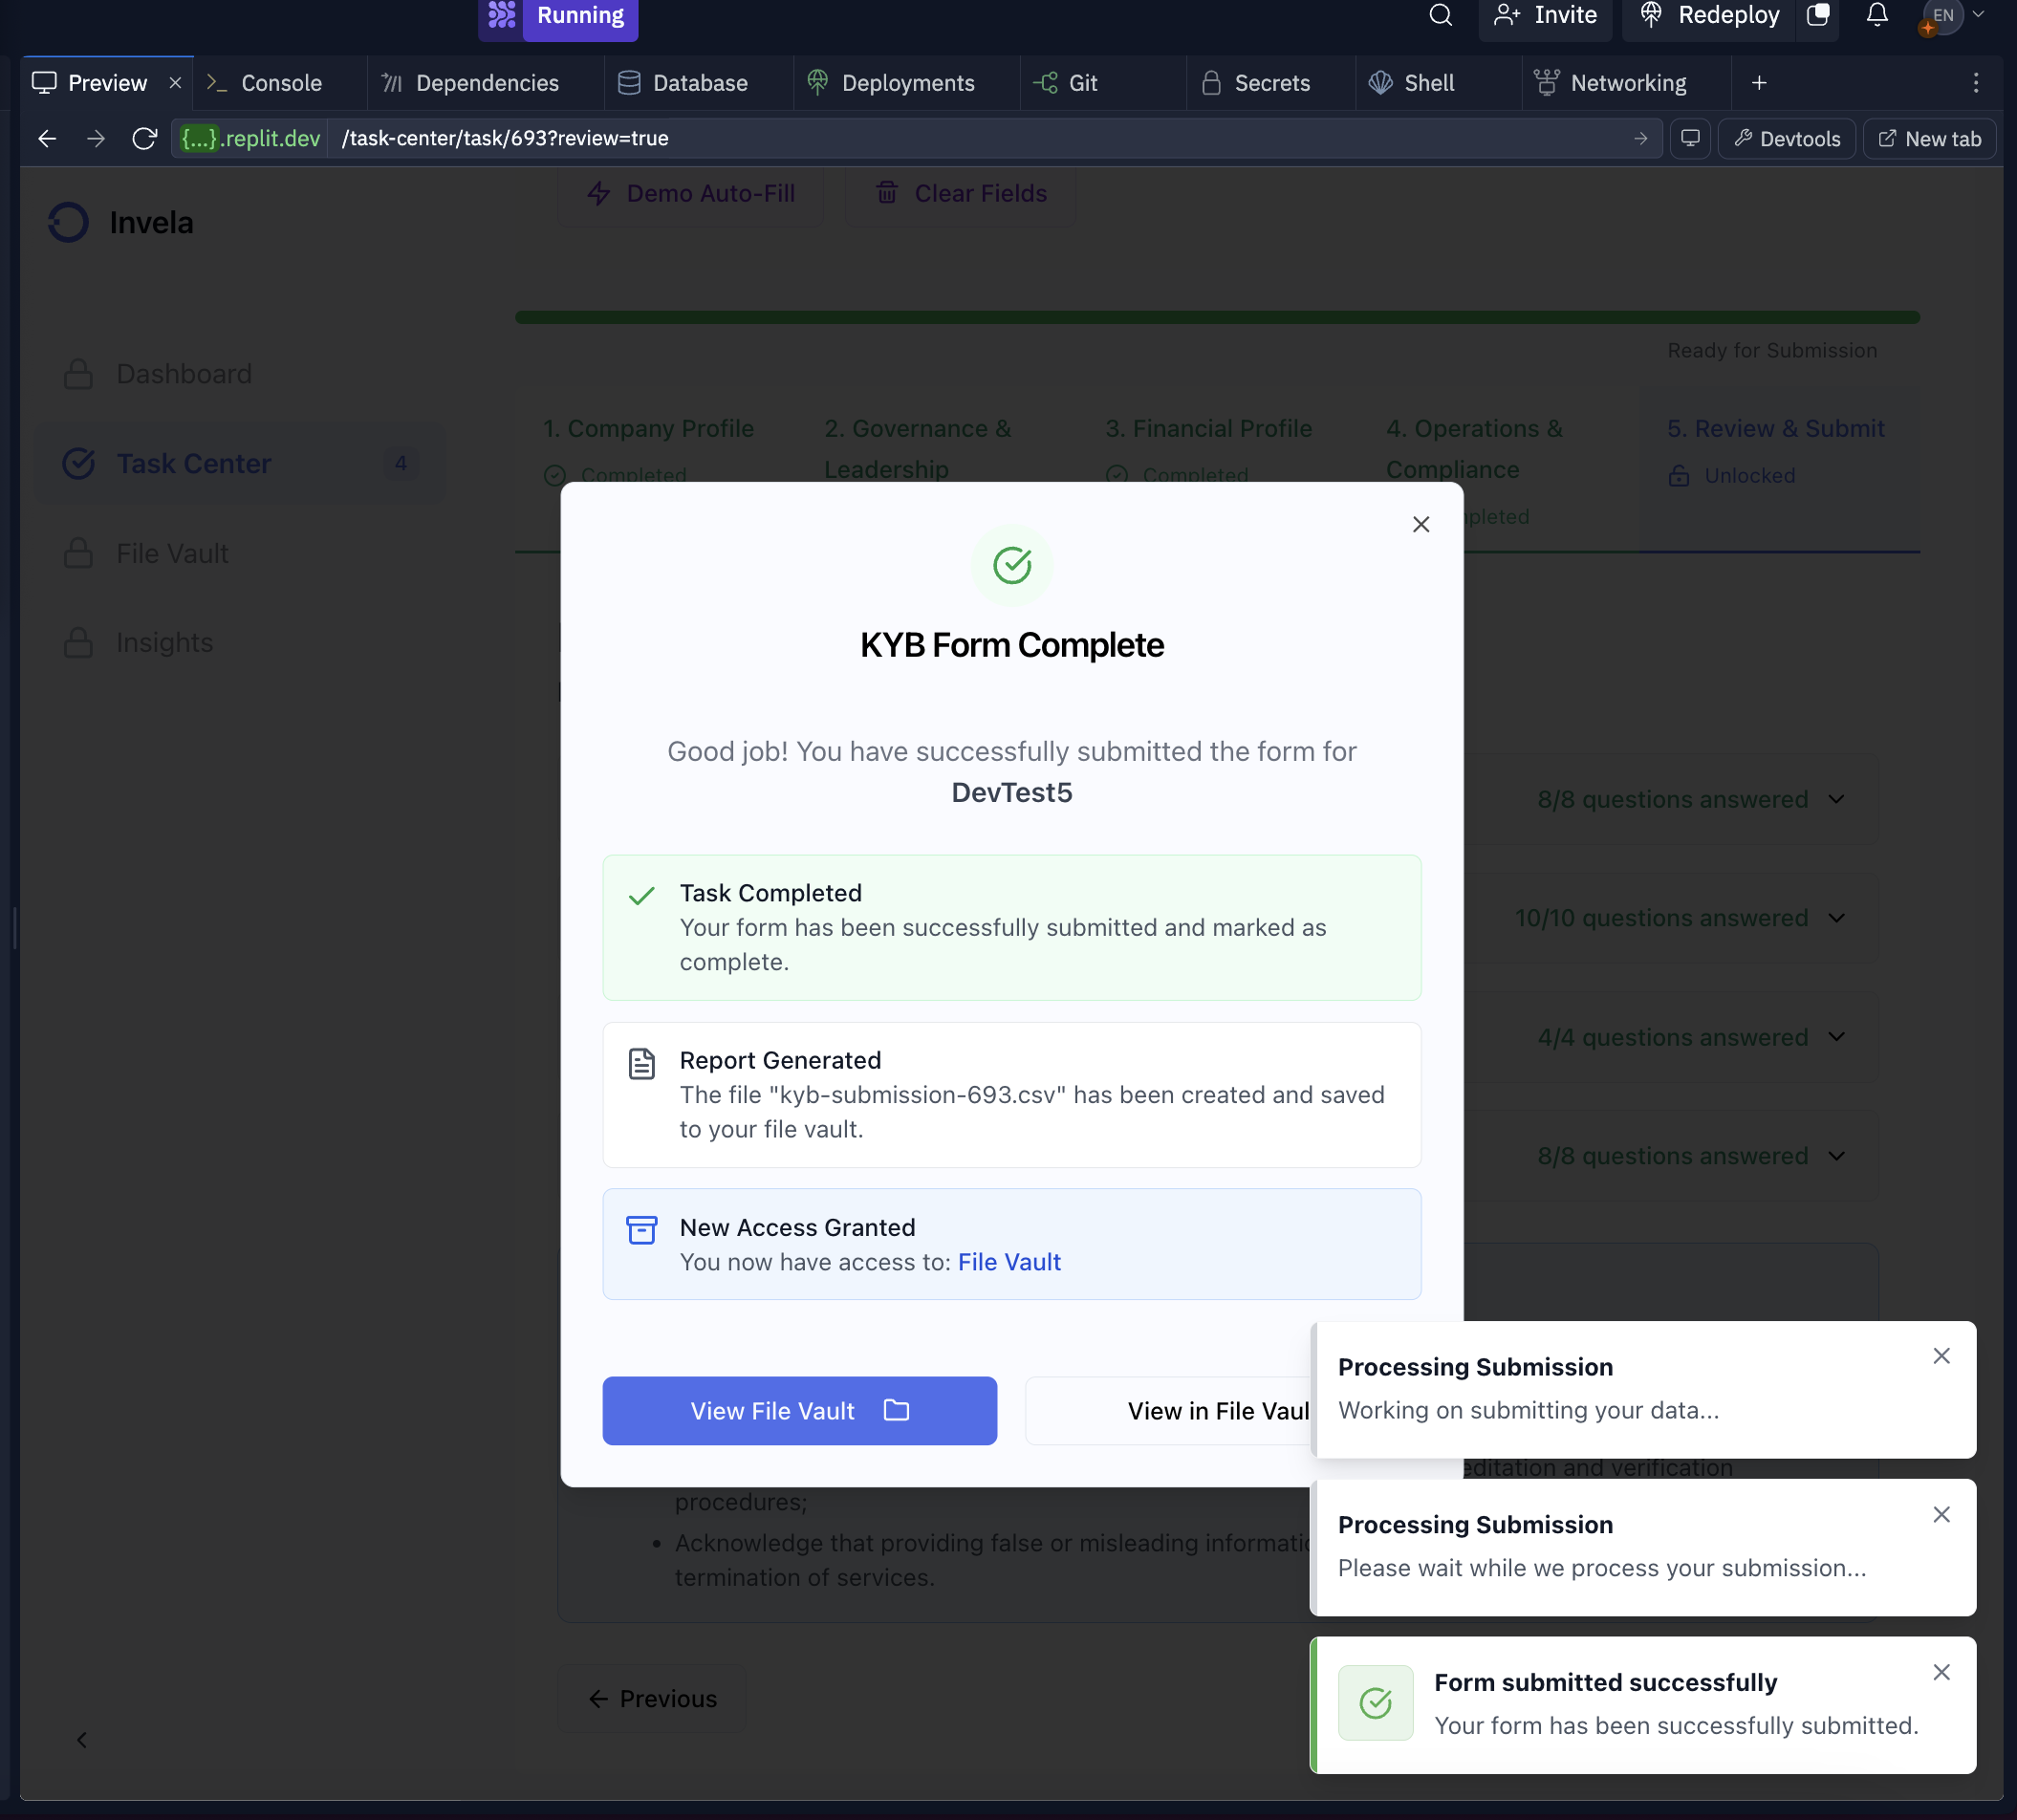 Running
Invite
Redeploy
EN
Preview
Console
Dependencies
Database
Deployments
Git
Secrets
Shell
Networking
{...}.replit.dev
/task-center/task/693?review=true
Devtools
New tab
Invela
Demo Auto-Fill
Clear Fields
Ready for Submission
Dashboard
Task Center
4
File Vault
Insights
1. Company Profile
Completed
2. Governance &
Leadership
3. Financial Profile
Completed
4. Operations &
Compliance
pleted
5. Review & Submit
Unlocked
KYB Form Complete
Good job! You have successfully submitted the form for
DevTest5
Task Completed
Your form has been successfully submitted and marked as
complete.
Report Generated
The file "kyb-submission-693.csv" has been created and saved
to your file vault.
New Access Granted
You now have access to: File Vault
View File Vault
View in File Vaul
8/8 questions answered
10/10 questions answered
4/4 questions answered
8/8 questions answered
editation and verification
procedures;
• Acknowledge that providing false or misleading informatio
termination of services.
Previous
Processing Submission
Working on submitting your data...
Processing Submission
Please wait while we process your submission...
Form submitted successfully
Your form has been successfully submitted.